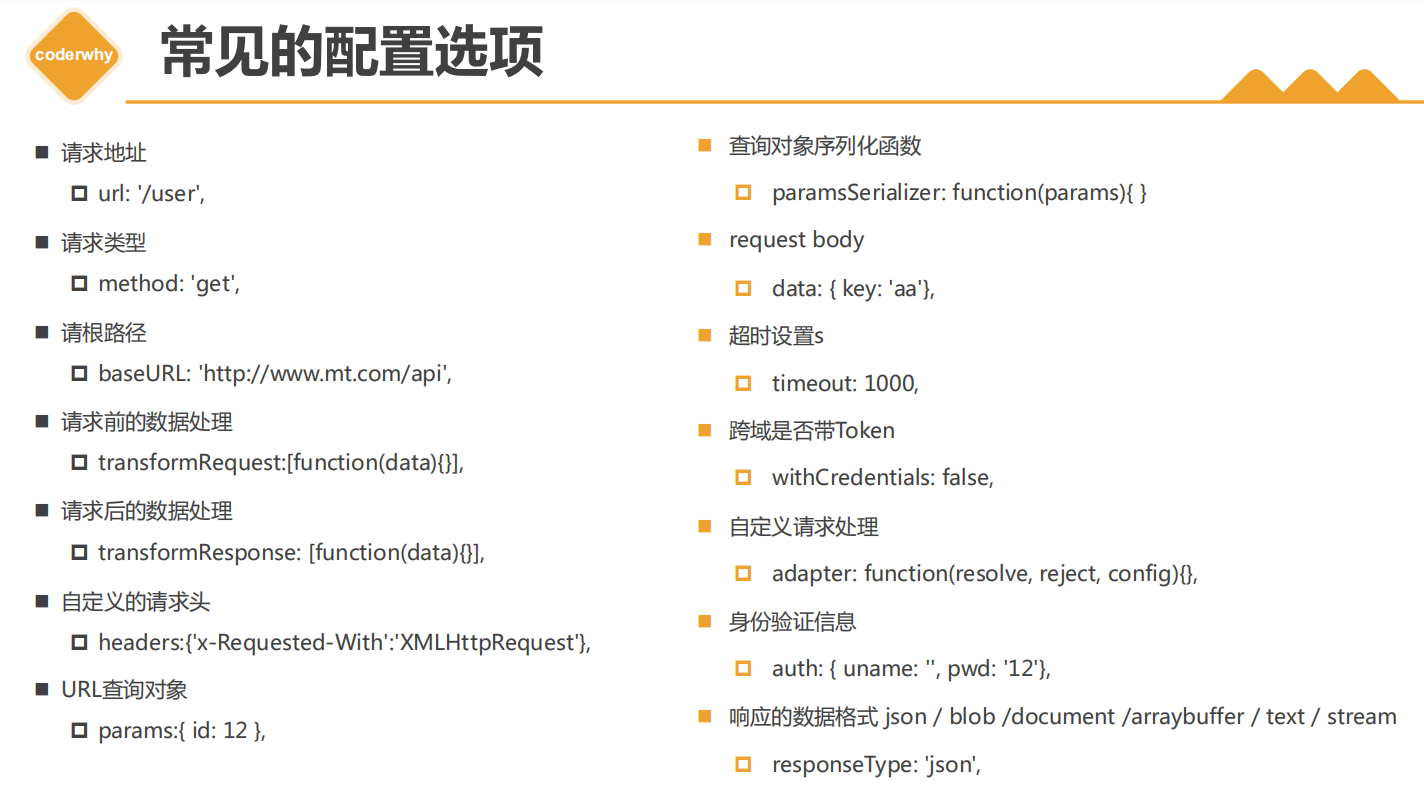 coderwhy
常见的配置选项
请求地址
url: '/user',
请求类型
method: 'get',
请根路径
baseURL: 'http://www.mt.com/api',
请求前的数据处理
transformRequest:[function(data){}],
请求后的数据处理
transformResponse: [function(data){}],
自定义的请求头
headers:{'x-Requested-With':'XMLHttpRequest'},
URL查询对象
params:{ id: 12 },
查询对象序列化函数
paramsSerializer: function(params){ }
request body
data: { key: 'aa'},
超时设置s
timeout: 1000,
跨域是否带Token
withCredentials: false,
自定义请求处理
adapter: function(resolve, reject, config){},
身份验证信息
auth: { uname: '', pwd: '12'},
响应的数据格式 json / blob /document /arraybuffer / text / stream
responseType: 'json',